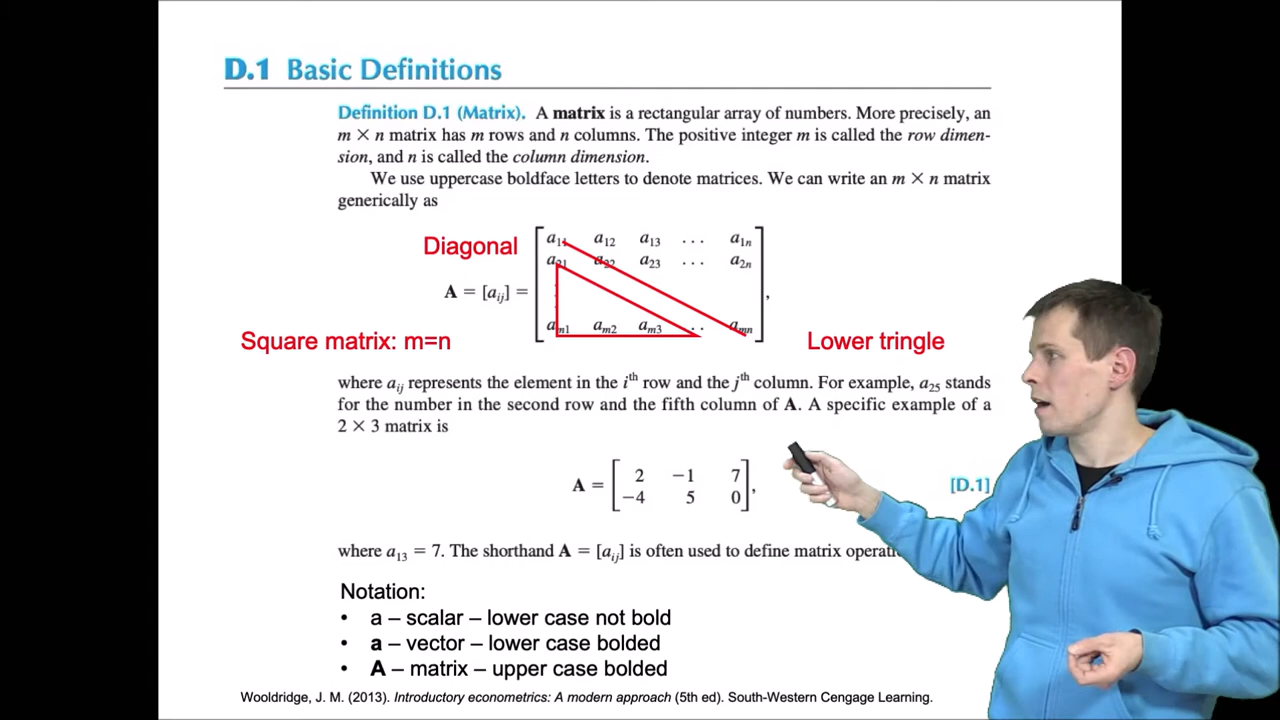 D.1 Basic Definitions
Definition D.1 (Matrix). A matrix is a rectangular array of numbers. More precisely, an
m × n matrix has m rows and n columns. The positive integer m is called the row dimen-
sion, and n is called the column dimension.
We use uppercase boldface letters to denote matrices. We can write an m × n matrix
generically as
Diagonal
a₁₁ a₁₂ a₁₃ . . . a₁ₙ
a₂₁ a₂₂ a₂₃ . . . a₂ₙ
A = [aᵢⱼ] =
aₘ₁ aₘ₂ aₘ₃ . . aₘₙ ,
Square matrix: m=n
Lower tringle
where aᵢⱼ represents the element in the iᵗʰ row and the jᵗʰ column. For example, a₂₅ stands
for the number in the second row and the fifth column of A. A specific example of a
2 × 3 matrix is
2 −1 7
A =
−4 5 0 ,
[D.1]
where a₁₃ = 7. The shorthand A = [aᵢⱼ] is often used to define matrix
Notation:
• a – scalar – lower case not bold
• a – vector – lower case bolded
• A – matrix – upper case bolded
Wooldridge, J. M. (2013). Introductory econometrics: A modern approach (5th ed). South-Western Cengage Learning.